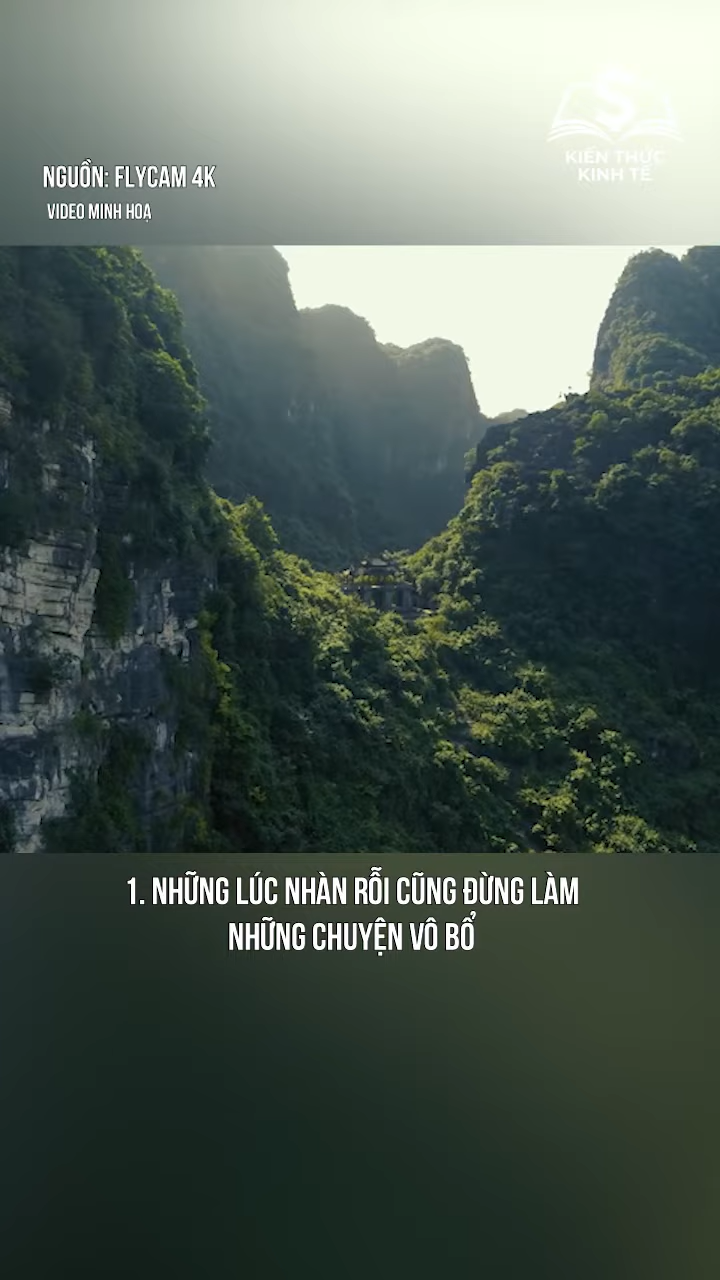 NGUỒN: FLYCAM 4K
VIDEO MINH HOẠ
KIẾN THỨC
KINH TẾ
1. NHỮNG LÚC NHÀN RỖI CŨNG ĐỪNG LÀM
NHỮNG CHUYỆN VÔ BỔ